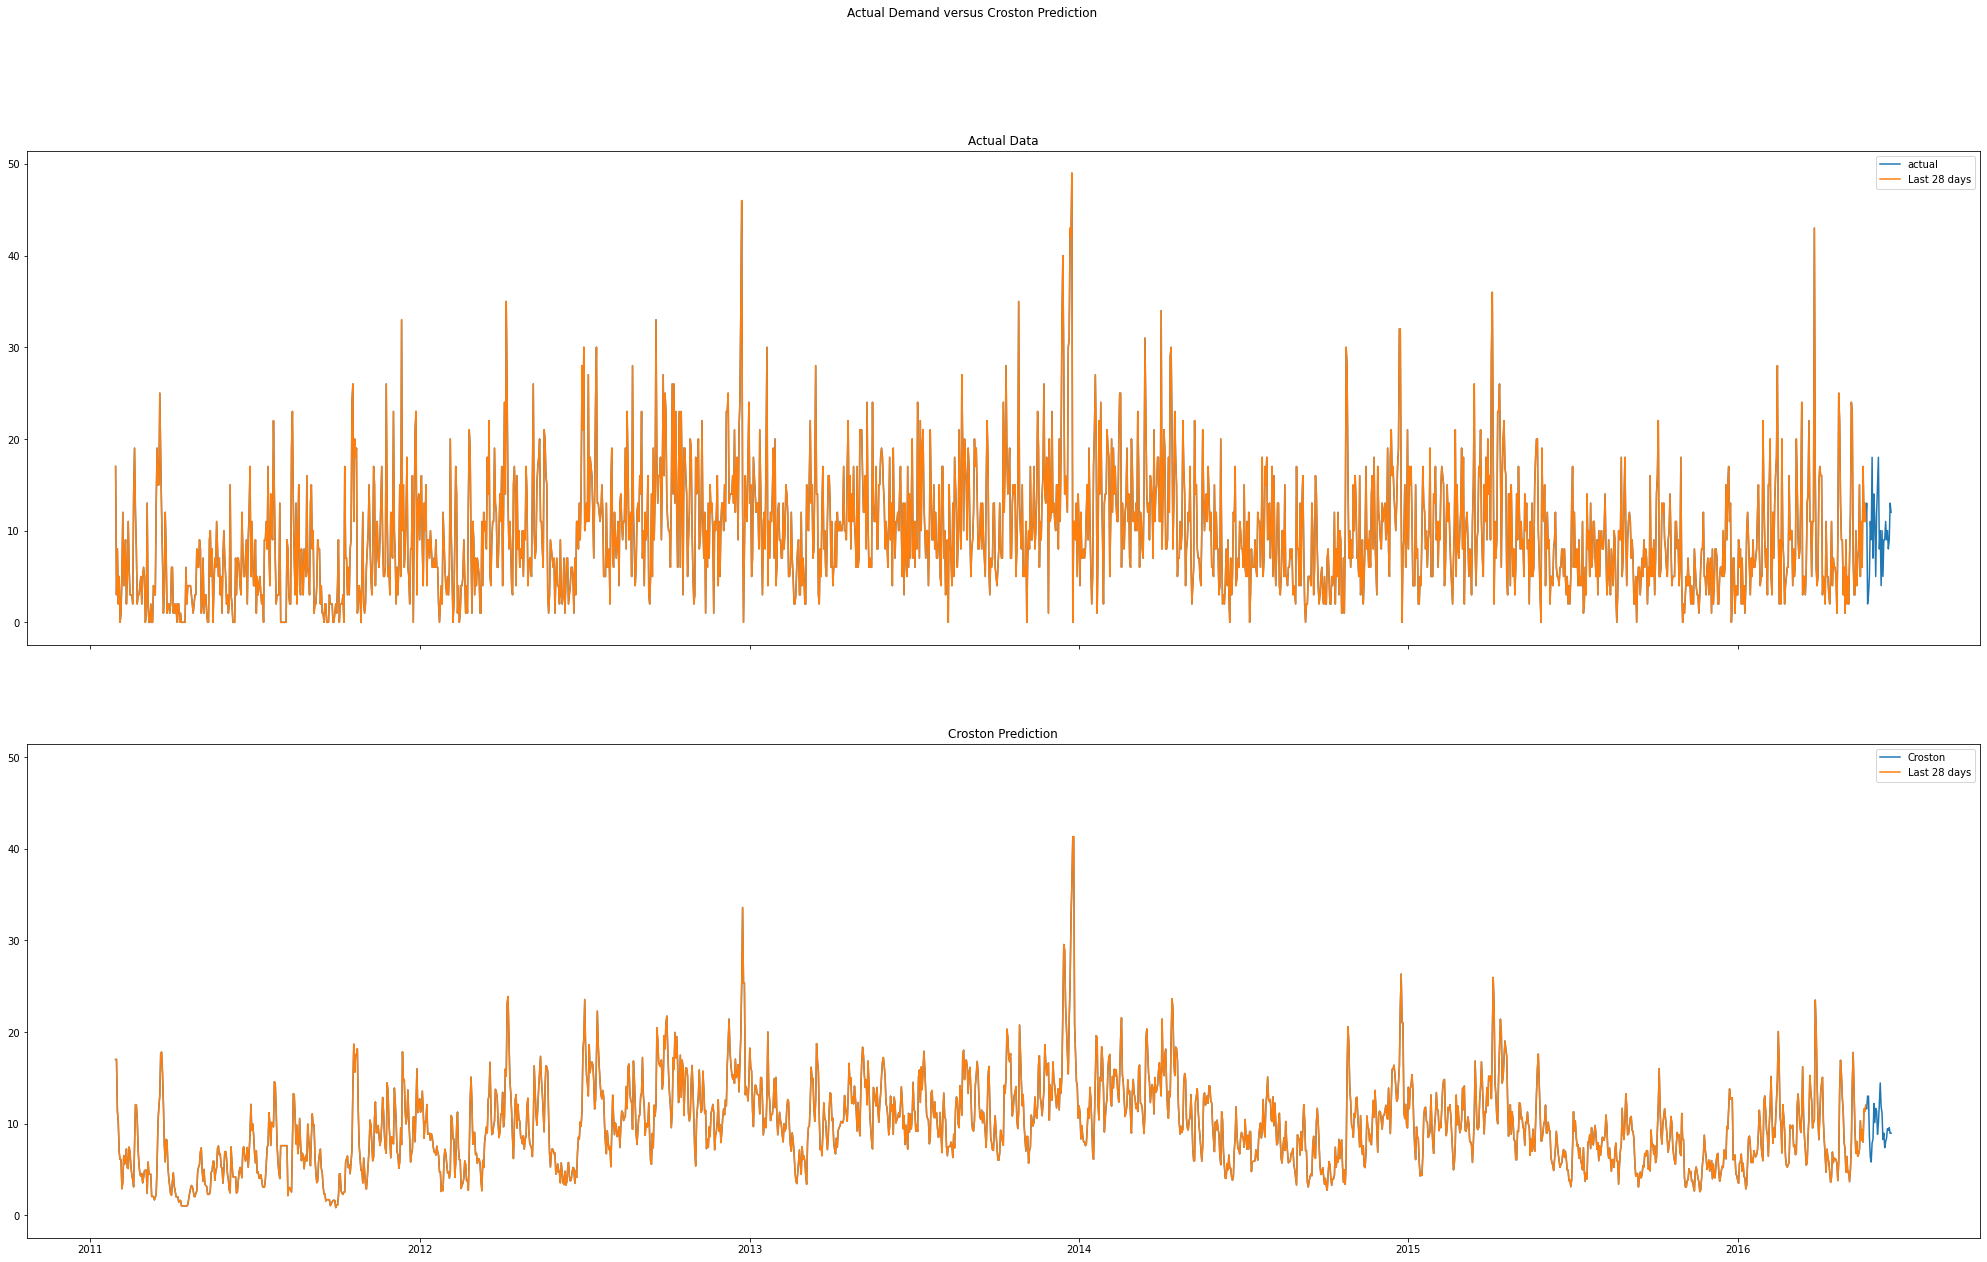 Actual Demand versus Croston Prediction
Actual Data
50
actual
Last 28 days
40
30
20
10
0
Croston Prediction
50
Croston
Last 28 days
40
30
20
10
0
2011 2012 2013 2014 2015 2016